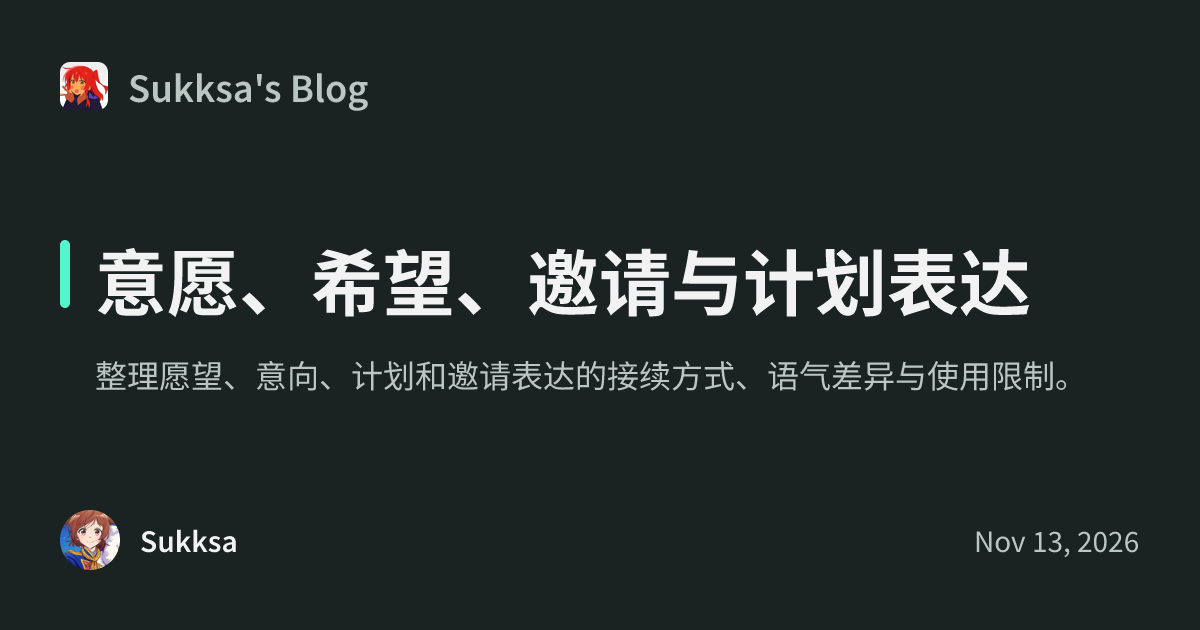 Sukksa's Blog
意愿、希望、邀请与计划表达
整理愿望、意向、计划和邀请表达的接续方式、语气差异与使用限制。
Sukksa
Nov 13, 2026